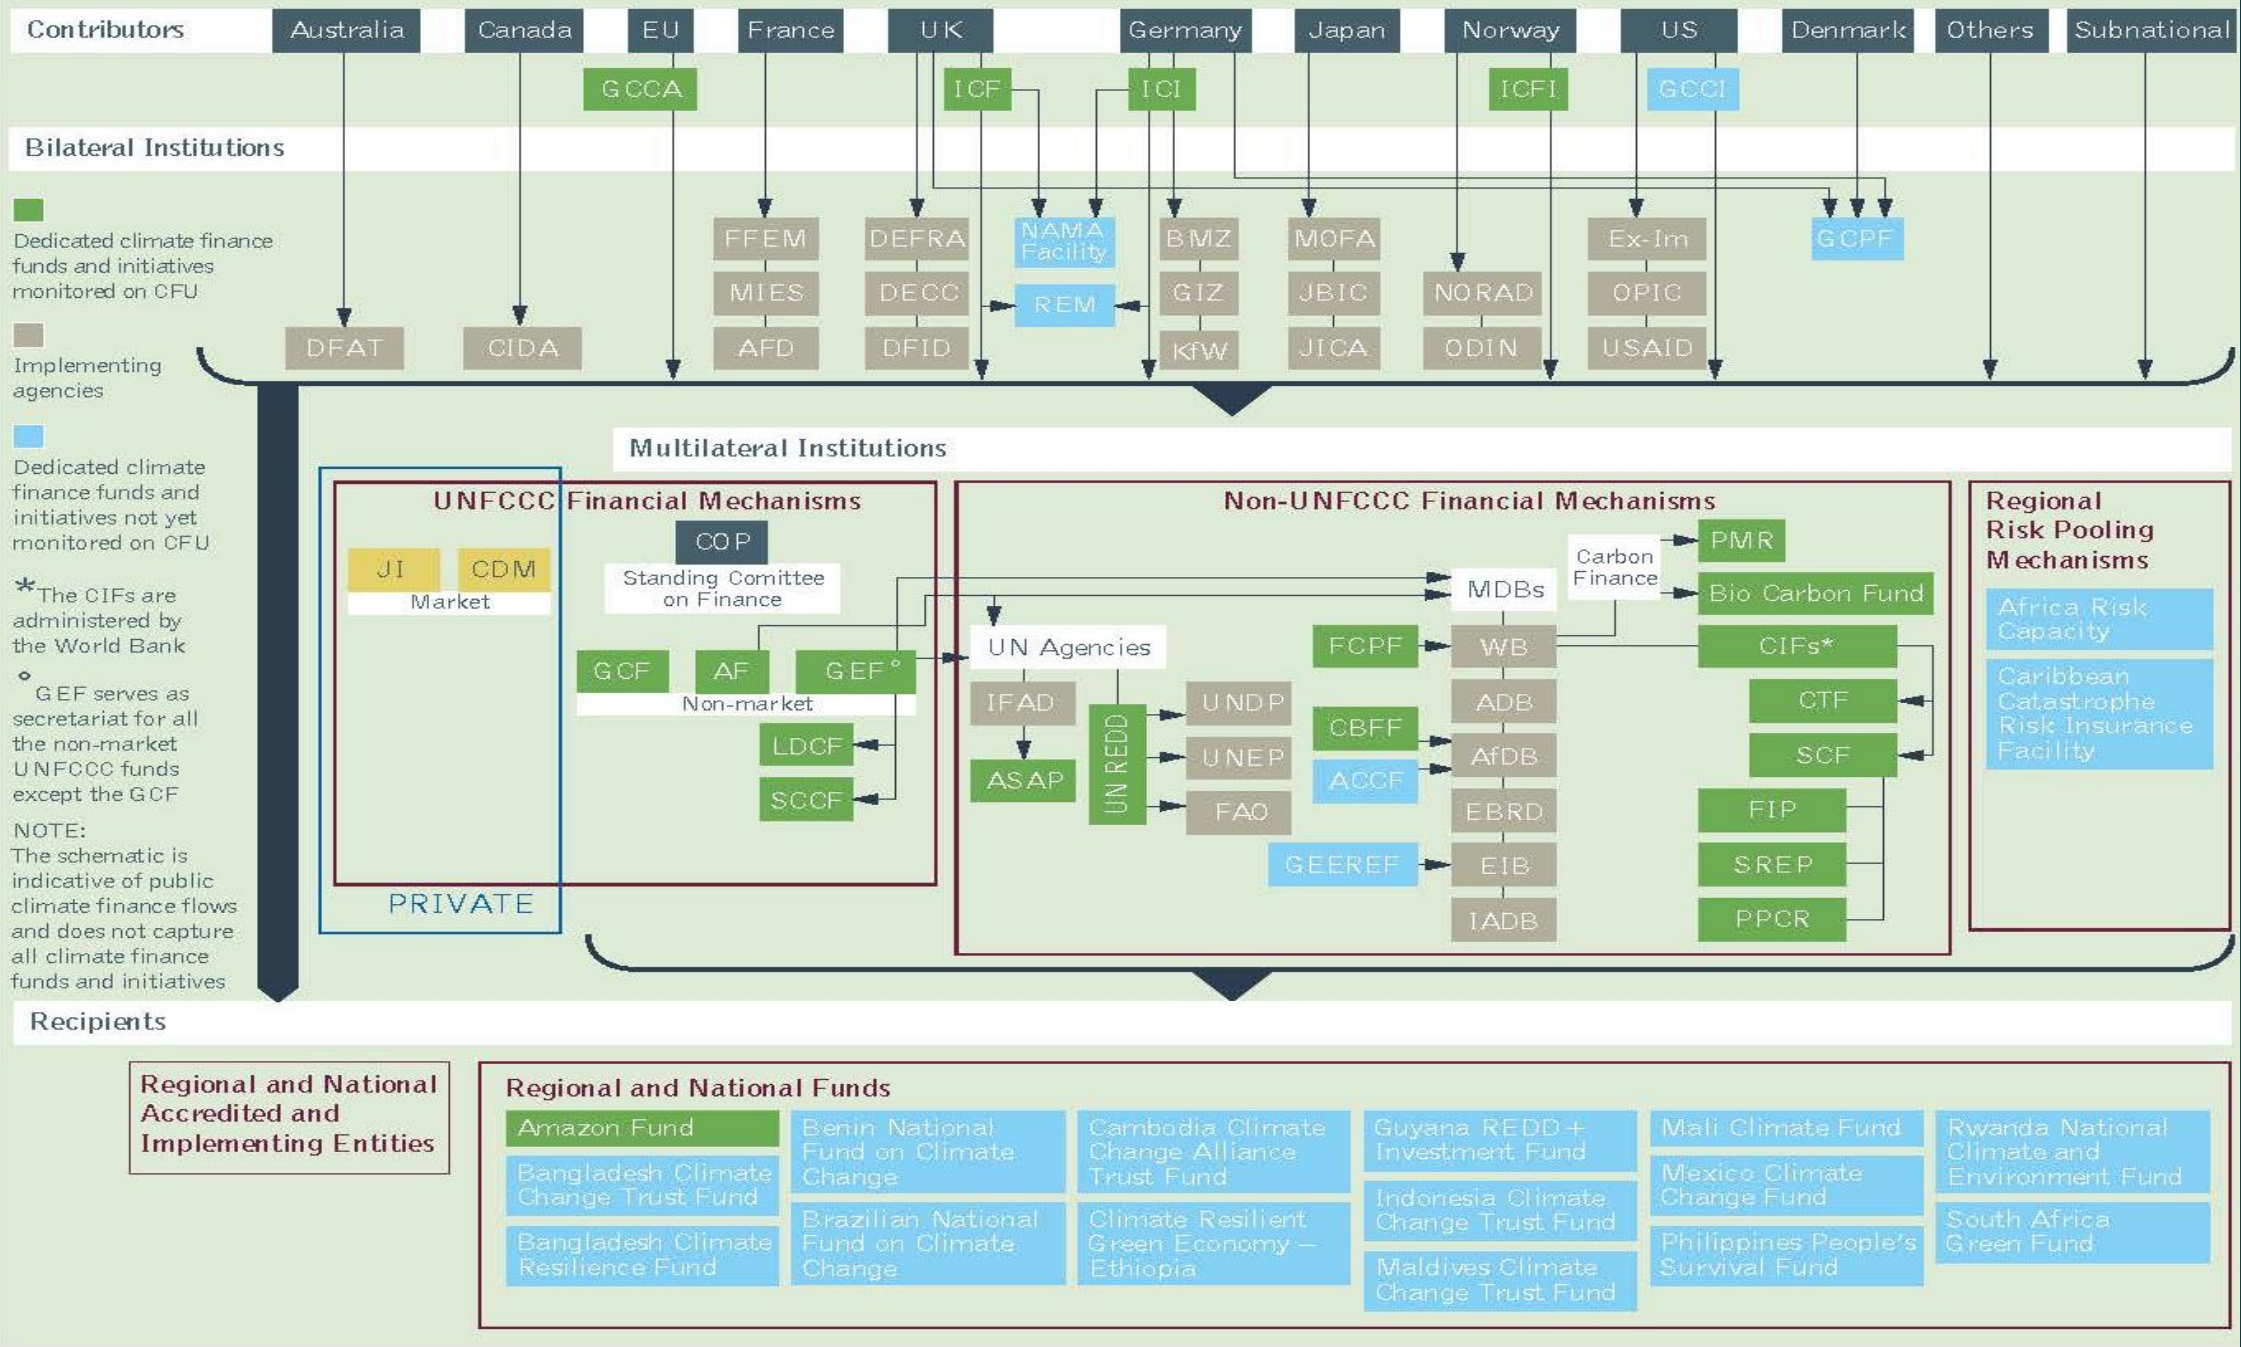 Contributors
Australia
Canada
EU
France
UK
Germany
Japan
Norway
US
Denmark
Others
Subnational
GCCA
ICF
ICI
ICFI
GCCI
Bilateral Institutions
Dedicated climate finance
funds and initiatives
monitored on CFU
Implementing
agencies
Dedicated climate
finance funds and
initiatives not yet
monitored on CFU
*The CIFs are
administered by
the World Bank
°GEF serves as
secretariat for all
the non-market
UNFCCC funds
except the GCF
NOTE:
The schematic is
indicative of public
climate finance flows
and does not capture
all climate finance
funds and initiatives
DFAT
CIDA
FFEM
MIES
AFD
DEFRA
DECC
DFID
NAMA
Facility
REM
BMZ
GIZ
KfW
MOFA
JBIC
JICA
NORAD
ODIN
Ex-Im
OPIC
USAID
GCPF
Multilateral Institutions
UNFCCC Financial Mechanisms
JI
CDM
Market
PRIVATE
COP
Standing Comittee
on Finance
GCF
AF
GEF°
Non-market
LDCF
SCCF
Non-UNFCCC Financial Mechanisms
UN Agencies
IFAD
ASAP
UN REDD
UNDP
UNEP
FAO
FCPF
CBFF
ACCF
GEEREF
MDBs
WB
ADB
AfDB
EBRD
EIB
IADB
Carbon
Finance
PMR
Bio Carbon Fund
CIFs*
CTF
SCF
FIP
SREP
PPCR
Regional
Risk Pooling
Mechanisms
Africa Risk
Capacity
Caribbean
Catastrophe
Risk Insurance
Facility
Recipients
Regional and National
Accredited and
Implementing Entities
Regional and National Funds
Amazon Fund
Bangladesh Climate
Change Trust Fund
Bangladesh Climate
Resilience Fund
Benin National
Fund on Climate
Change
Brazilian National
Fund on Climate
Change
Cambodia Climate
Change Alliance
Trust Fund
Climate Resilient
Green Economy –
Ethiopia
Guyana REDD+
Investment Fund
Indonesia Climate
Change Trust Fund
Maldives Climate
Change Trust Fund
Mali Climate Fund
Mexico Climate
Change Fund
Philippines People's
Survival Fund
Rwanda National
Climate and
Environment Fund
South Africa
Green Fund